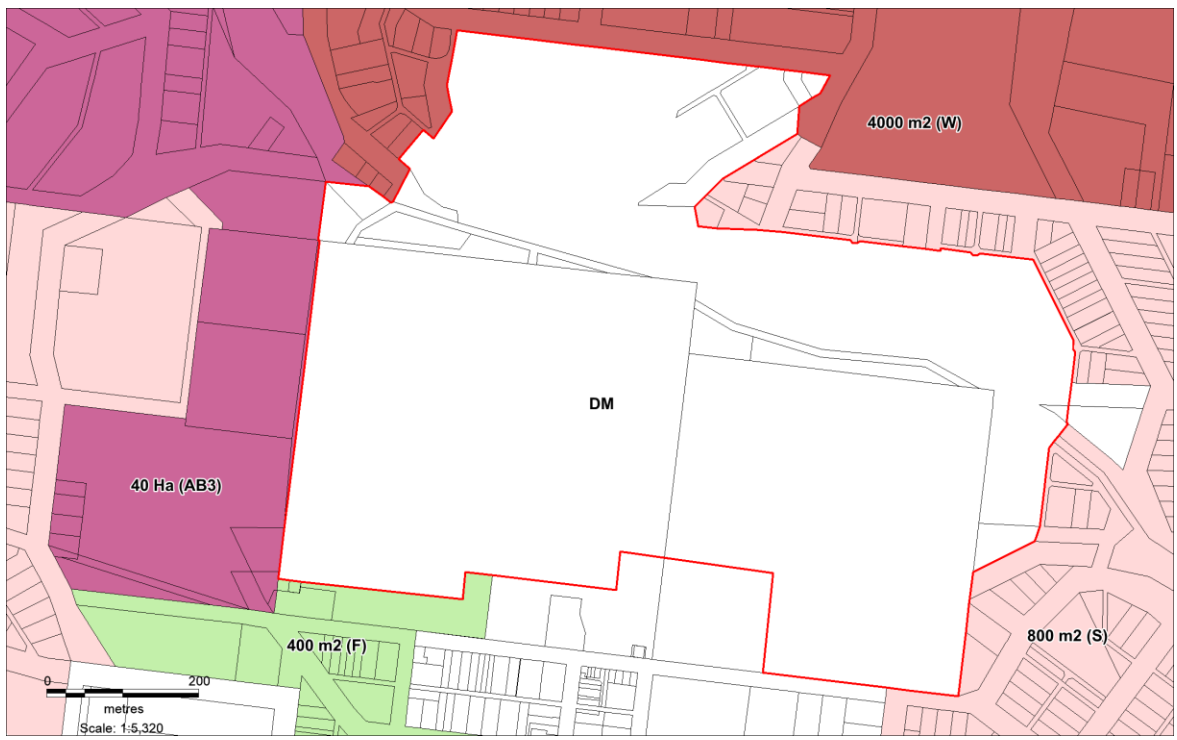 4000 m2 (W)
DM
40 Ha (AB3)
400 m2 (F)
800 m2 (S)
0 200
metres
Scale: 1:5,320